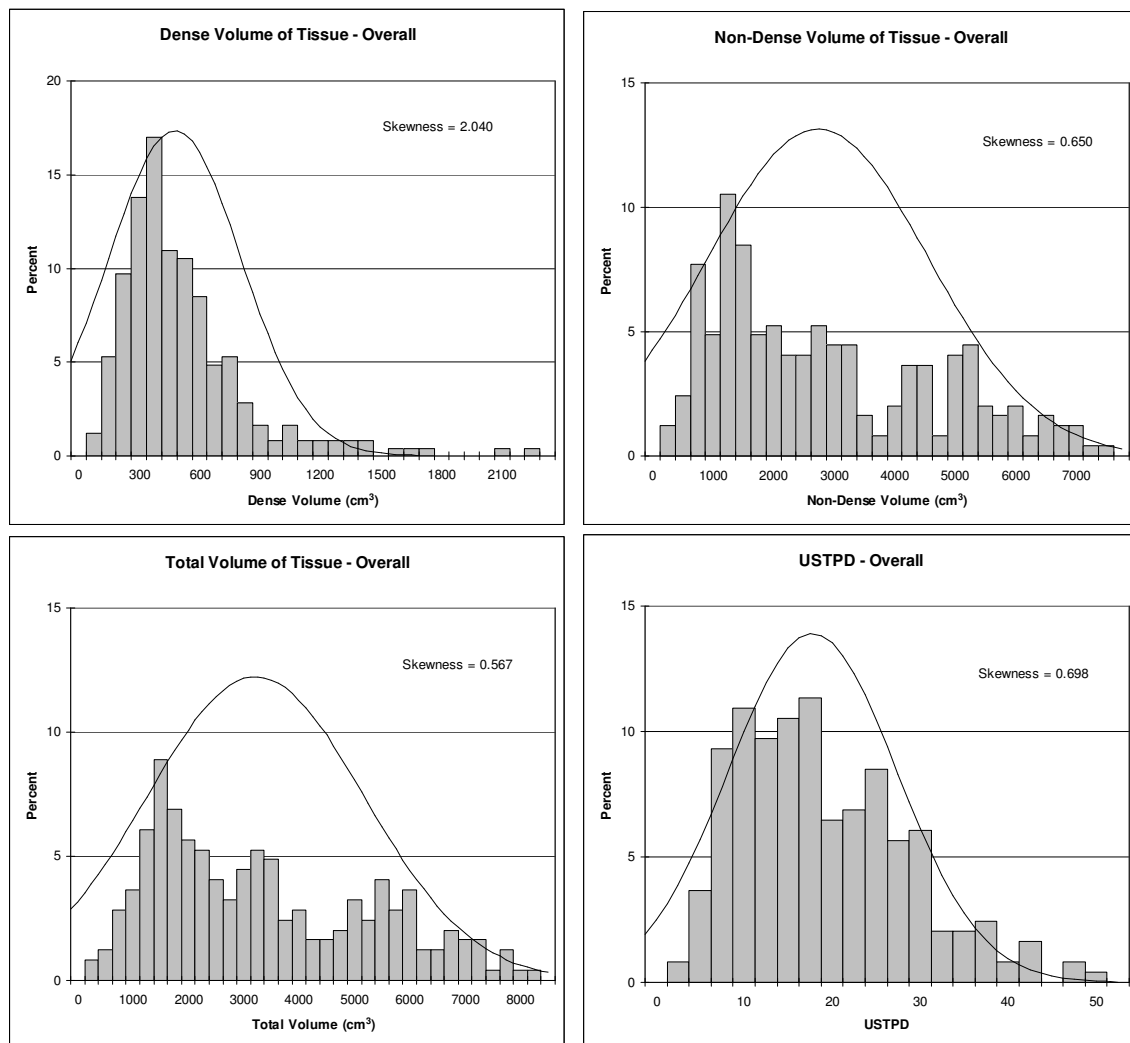 Dense Volume of Tissue - Overall
20
Skewness = 2.040
15
Percent
10
5
0
300 600 900 1200 1500 1800 2100
Dense Volume (cm³)
Non-Dense Volume of Tissue - Overall
15
Skewness = 0.650
10
Percent
5
0
0 1000 2000 3000 4000 5000 6000 7000
Non-Dense Volume (cm³)
Total Volume of Tissue - Overall
15
Skewness = 0.567
10
Percent
5
0
0 1000 2000 3000 4000 5000 6000 7000 8000
Total Volume (cm³)
USTPD - Overall
15
Skewness = 0.698
10
Percent
5
0
0 10 20 30 40 50
USTPD